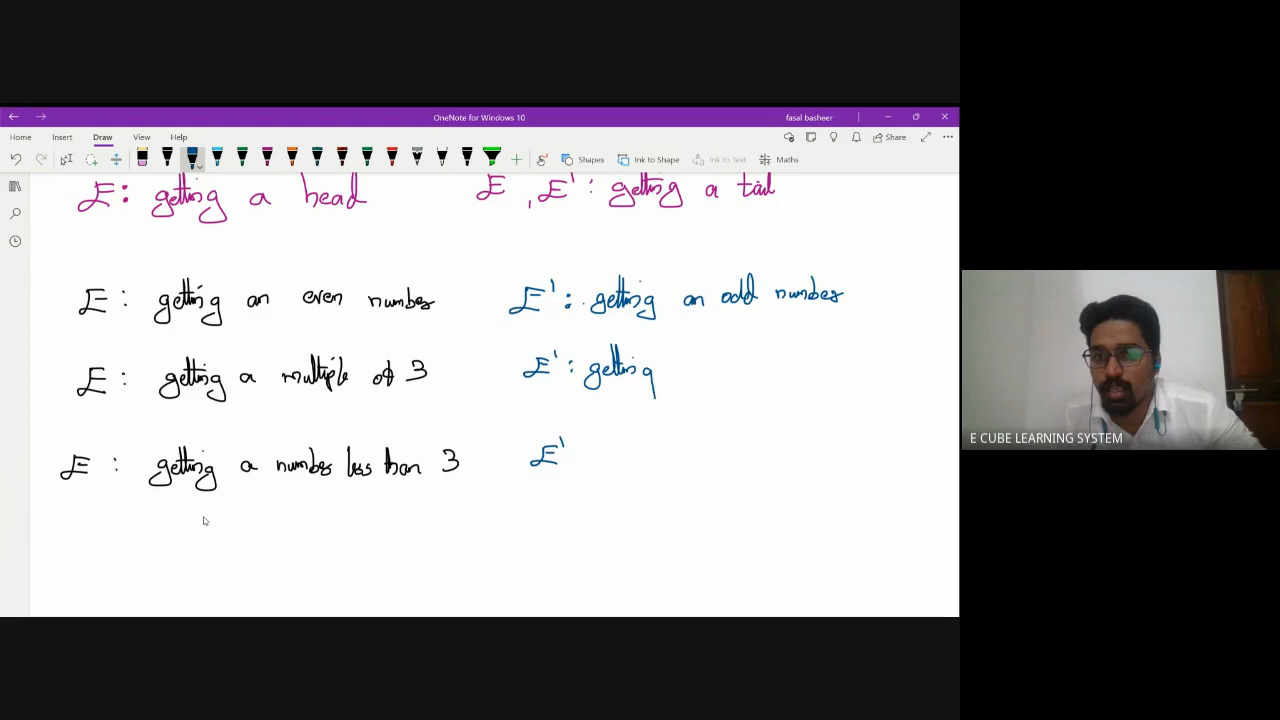 OneNote for Windows 10
fasal basheer
Home Insert Draw View Help
Share
Shapes Ink to Shape Ink to Text Maths
E : getting a head E , E' : getting a tail
E : getting an even number E' : getting an odd number
E : getting a multiple of 3 E' : getting
E : getting a number less than 3 E'
E CUBE LEARNING SYSTEM